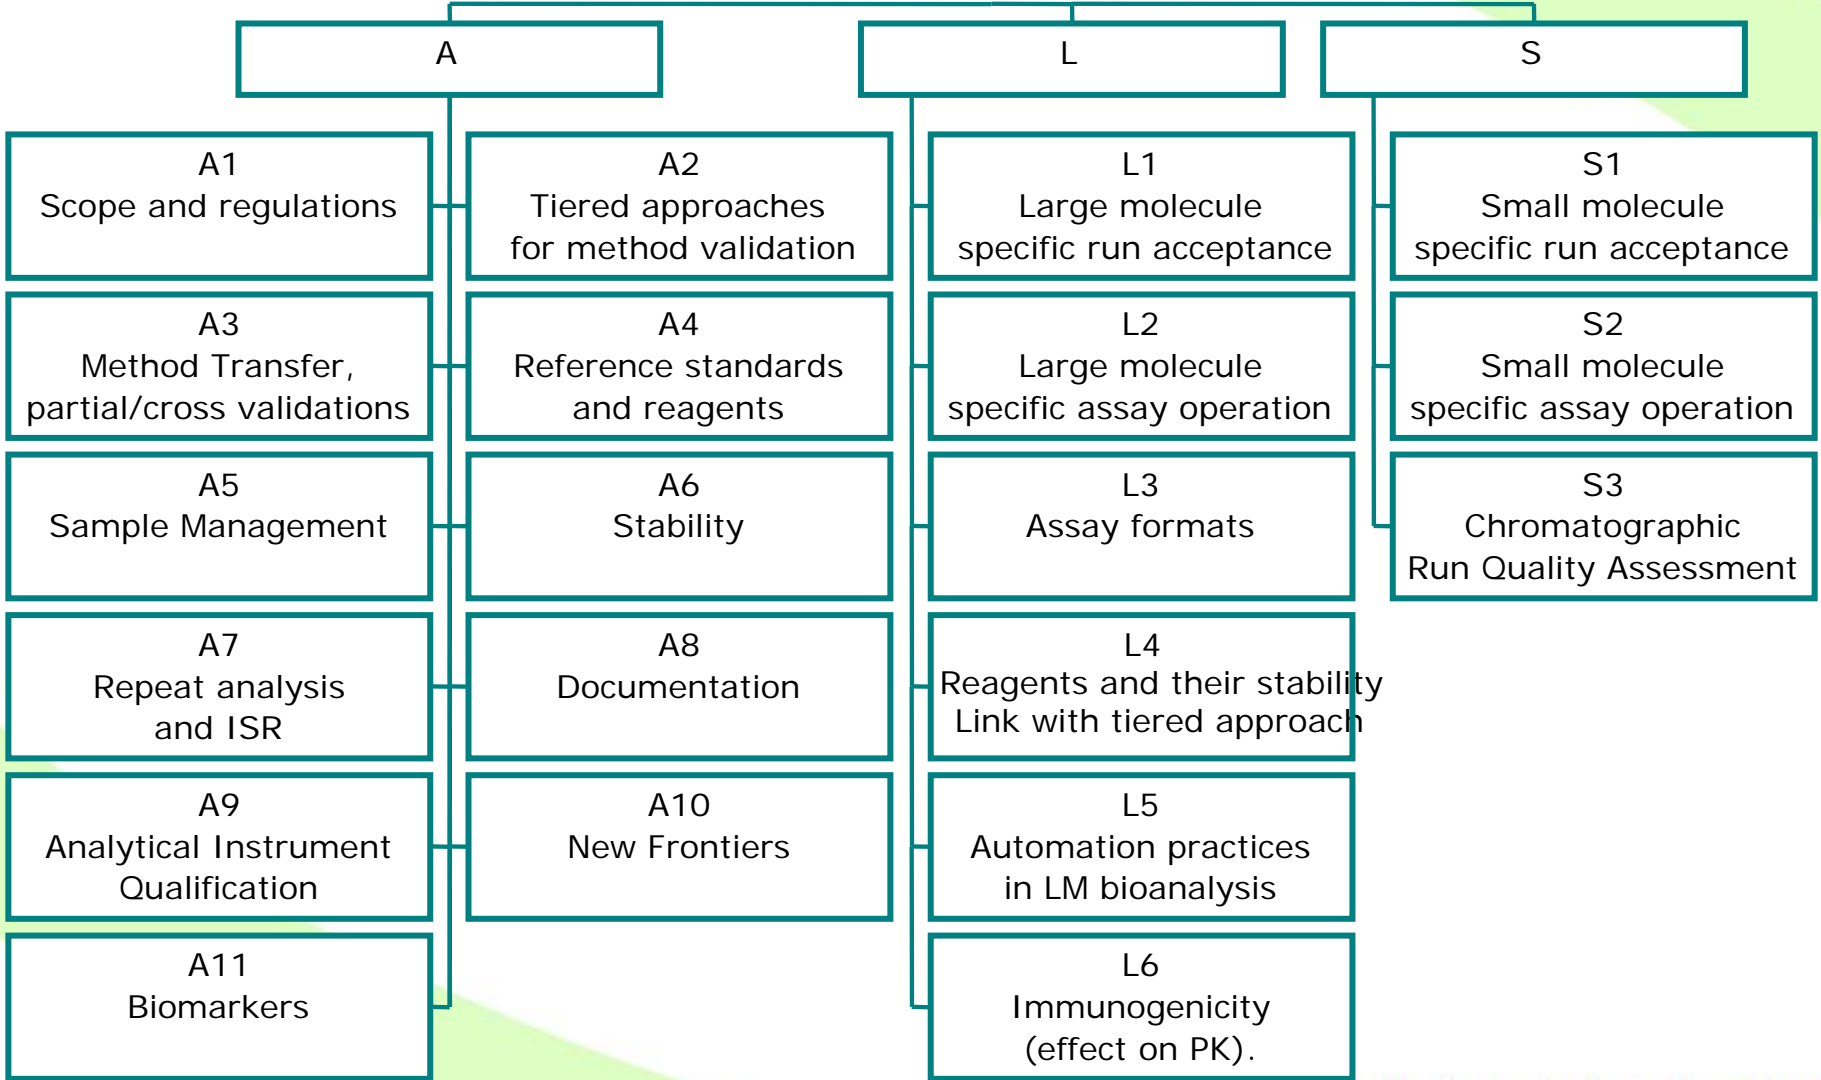 A
L
S
A1
Scope and regulations
A2
Tiered approaches
for method validation
L1
Large molecule
specific run acceptance
S1
Small molecule
specific run acceptance
A3
Method Transfer,
partial/cross validations
A4
Reference standards
and reagents
L2
Large molecule
specific assay operation
S2
Small molecule
specific assay operation
A5
Sample Management
A6
Stability
L3
Assay formats
S3
Chromatographic
Run Quality Assessment
A7
Repeat analysis
and ISR
A8
Documentation
L4
Reagents and their stability
Link with tiered approach
A9
Analytical Instrument
Qualification
A10
New Frontiers
L5
Automation practices
in LM bioanalysis
A11
Biomarkers
L6
Immunogenicity
(effect on PK).